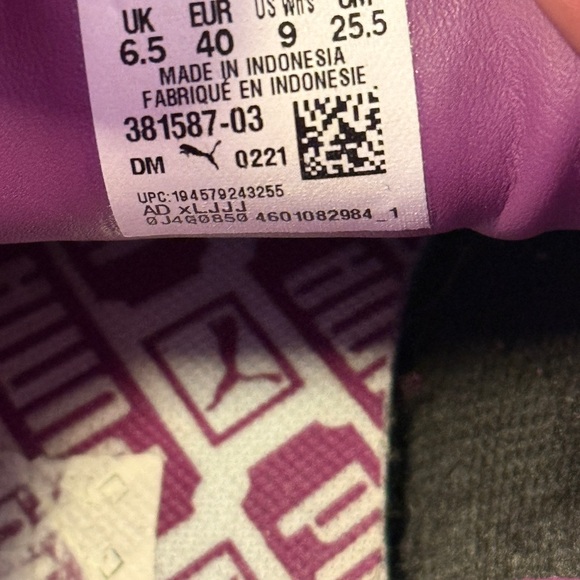 UK EUR US Wn's CM
6.5 40 9 25.5
MADE IN INDONESIA
FABRIQUÉ EN INDONESIE
381587-03
DM 0221
UPC:194579243255
AD xLJJJ
0J4G0850 4601082984_1